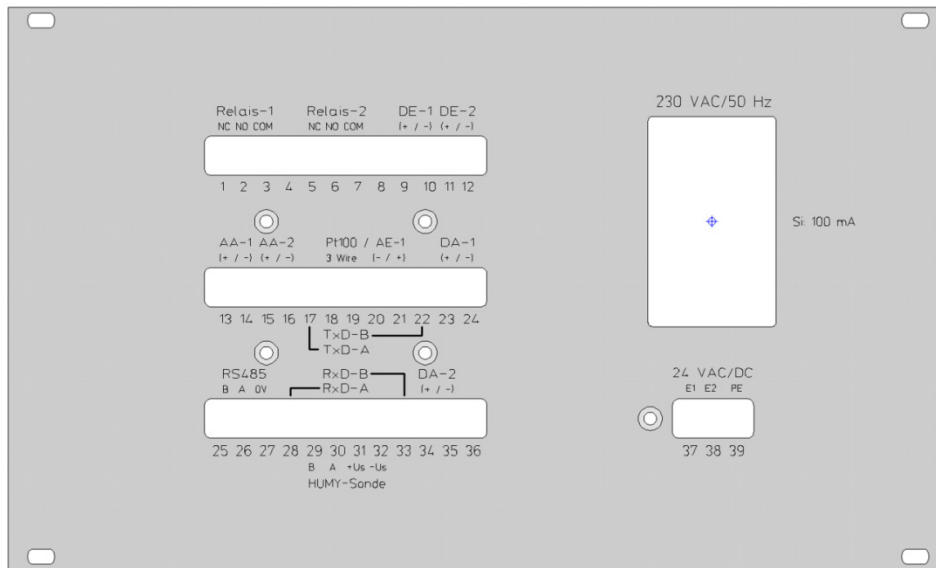 Relais-1 Relais-2 DE-1 DE-2
NC NO COM NC NO COM (+ / -) (+ / -)
1 2 3 4 5 6 7 8 9 10 11 12
AA-1 AA-2 Pt100 / AE-1 DA-1
(+ / -) (+ / -) 3 Wire (- / +) (+ / -)
13 14 15 16 17 18 19 20 21 22 23 24
TxD-B
TxD-A
RS485 RxD-B DA-2
B A 0V RxD-A (+ / -)
25 26 27 28 29 30 31 32 33 34 35 36
B A +Us -Us
HUMY-Sonde
230 VAC/50 Hz
Si: 100 mA
24 VAC/DC
E1 E2 PE
37 38 39